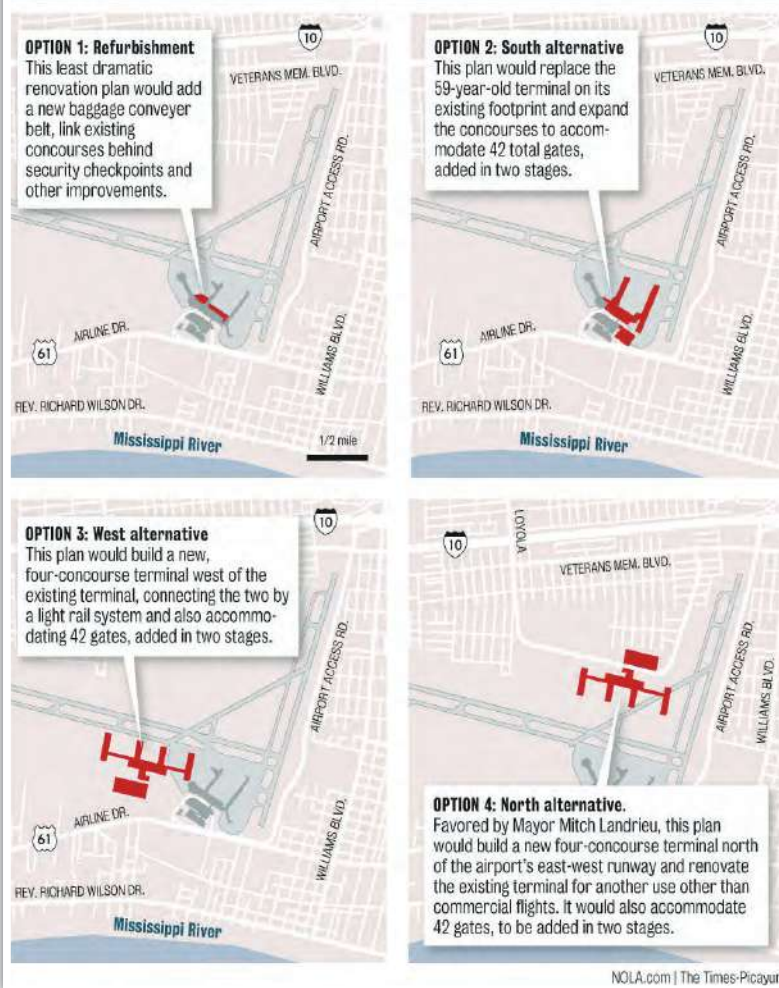 OPTION 1: Refurbishment
This least dramatic
renovation plan would add
a new baggage conveyer
belt, link existing
concourses behind
security checkpoints and
other improvements.
10
VETERANS MEM. BLVD.
AIRPORT ACCESS RD.
WILLIAMS BLVD.
AIRLINE DR.
61
REV. RICHARD WILSON DR.
Mississippi River
1/2 mile
OPTION 2: South alternative
This plan would replace the
59-year-old terminal on its
existing footprint and expand
the concourses to accom-
modate 42 total gates,
added in two stages.
10
VETERANS MEM. BLVD.
AIRPORT ACCESS RD.
WILLIAMS BLVD.
AIRLINE DR.
61
REV. RICHARD WILSON DR.
Mississippi River
OPTION 3: West alternative
This plan would build a new,
four-concourse terminal west of the
existing terminal, connecting the two by
a light rail system and also accommo-
dating 42 gates, added in two stages.
10
AIRPORT ACCESS RD.
WILLIAMS BLVD.
AIRLINE DR.
61
REV. RICHARD WILSON DR.
Mississippi River
10
LOYOLA
VETERANS MEM. BLVD.
AIRPORT ACCESS RD.
WILLIAMS BLVD.
OPTION 4: North alternative.
Favored by Mayor Mitch Landrieu, this plan
would build a new four-concourse terminal north
of the airport's east-west runway and renovate
the existing terminal for another use other than
commercial flights. It would also accommodate
42 gates, to be added in two stages.
NOLA.com | The Times-Picayun